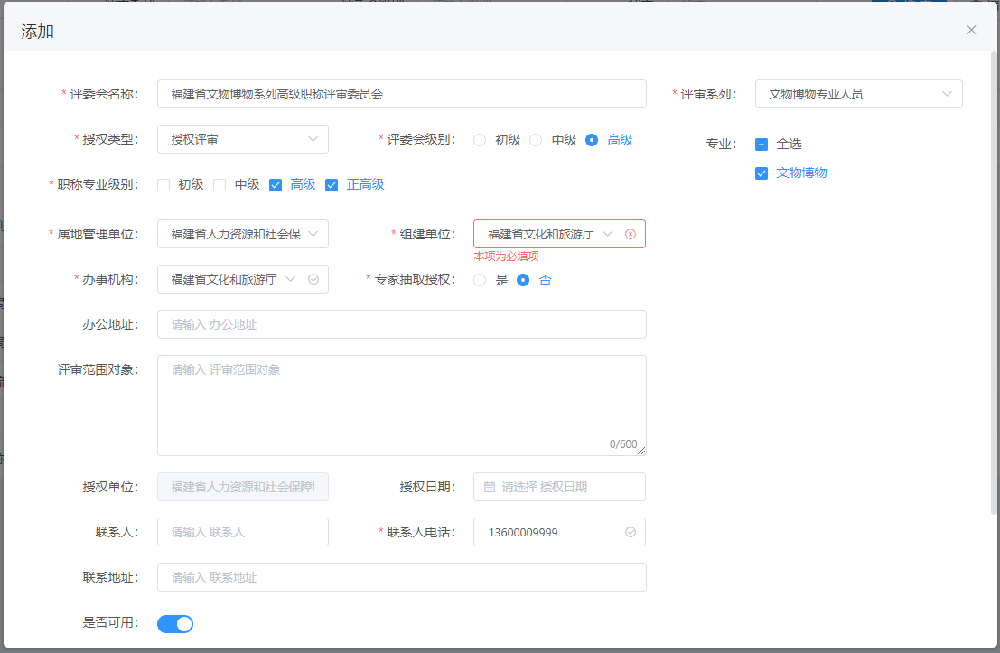 添加
* 评委会名称： 福建省文物博物系列高级职称评审委员会 * 评审系列： 文物博物专业人员
* 授权类型： 授权评审 * 评委会级别： 初级 中级 高级 专业： 全选
文物博物
* 职称专业级别： 初级 中级 高级 正高级
* 属地管理单位： 福建省人力资源和社会保 * 组建单位： 福建省文化和旅游厅
本项为必填项
* 办事机构： 福建省文化和旅游厅 * 专家抽取授权： 是 否
办公地址： 请输入 办公地址
评审范围对象： 请输入 评审范围对象
0/600
授权单位： 福建省人力资源和社会保障 授权日期： 请选择 授权日期
联系人： 请输入 联系人 * 联系人电话： 13600009999
联系地址： 请输入 联系地址
是否可用：